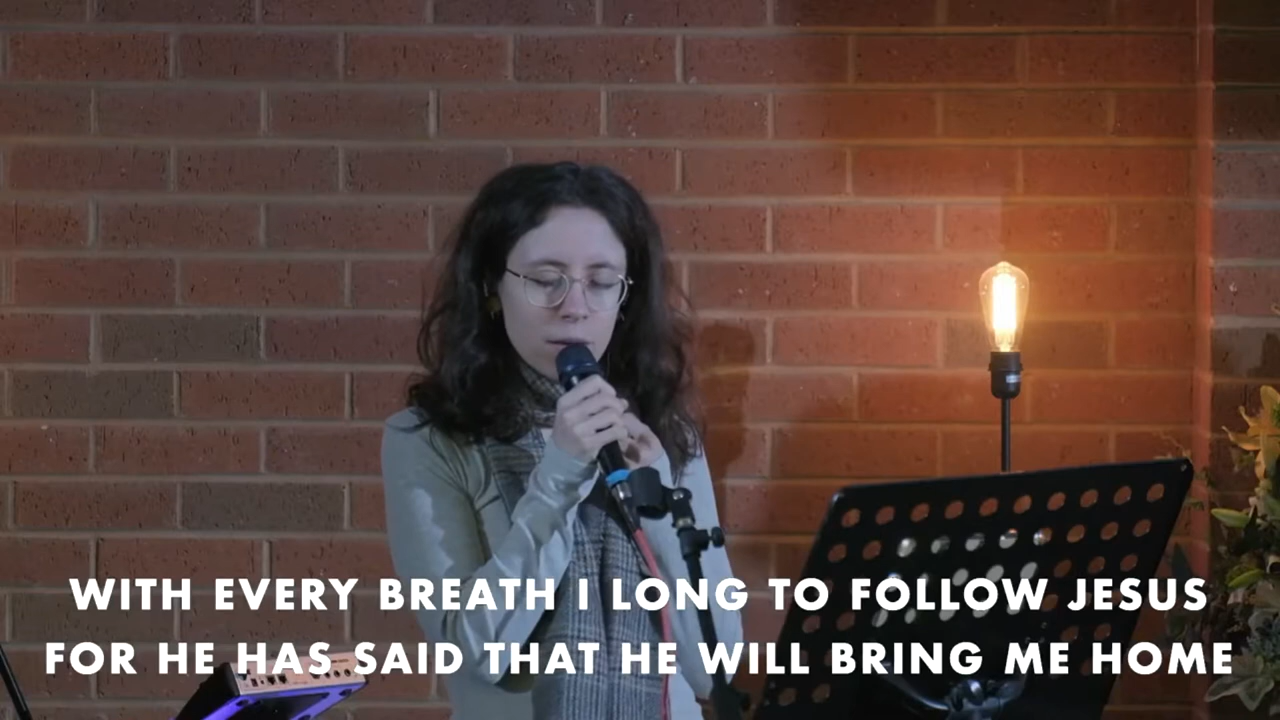 WITH EVERY BREATH I LONG TO FOLLOW JESUS
FOR HE HAS SAID THAT HE WILL BRING ME HOME